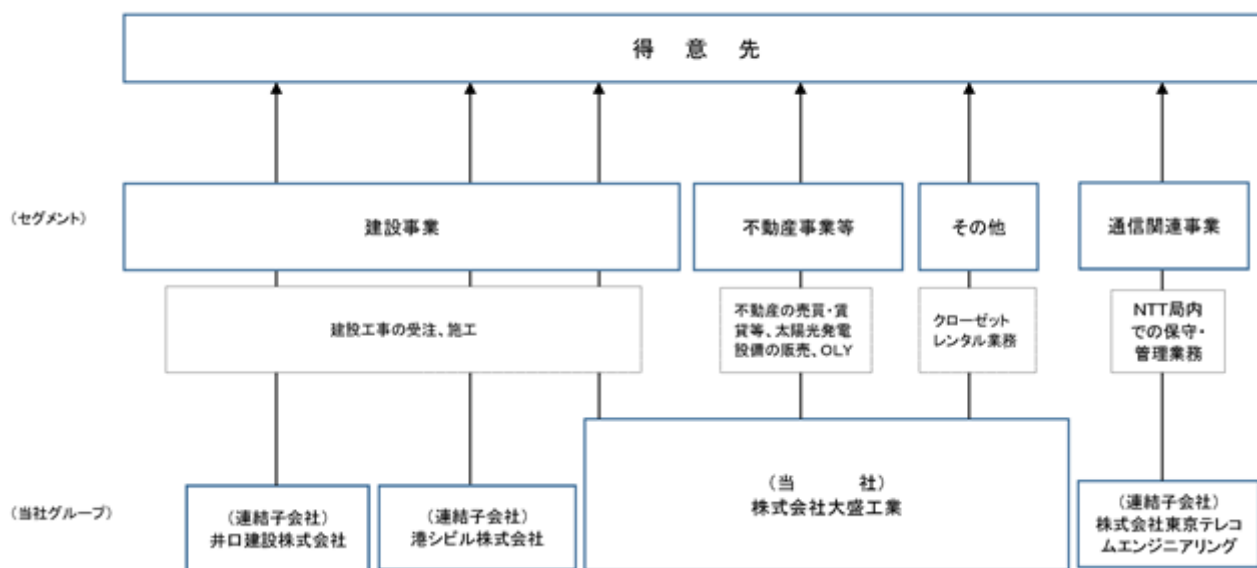 得 意 先
(セグメント)
建設事業
不動産事業等
その他
通信関連事業
建設工事の受注、施工
不動産の売買・賃
貸等、太陽光発電
設備の販売、OLY
クローゼット
レンタル業務
NTT局内
での保守・
管理業務
(当社グループ)
(連結子会社)
井口建設株式会社
(連結子会社)
港シビル株式会社
(当 社)
株式会社大盛工業
(連結子会社)
株式会社東京テレコ
ムエンジニアリング